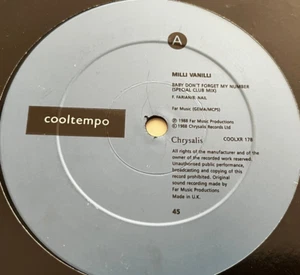 A
MILLI VANILLI
BABY DON'T FORGET MY NUMBER
(SPECIAL CLUB MIX)
F. FARIAN/B. NAIL
Far Music (GEMA/MCPS)
cooltempo
℗ 1988 Far Music Productions
© 1988 Chrysalis Records Ltd
Chrysalis COOLXR 178
All rights of the manufacturer and of the
owner of the recorded work reserved.
Unauthorised public performance,
broadcasting and copying of this
record prohibited. Original
sound recording made by
Far Music Productions.
Made in U.K.
45